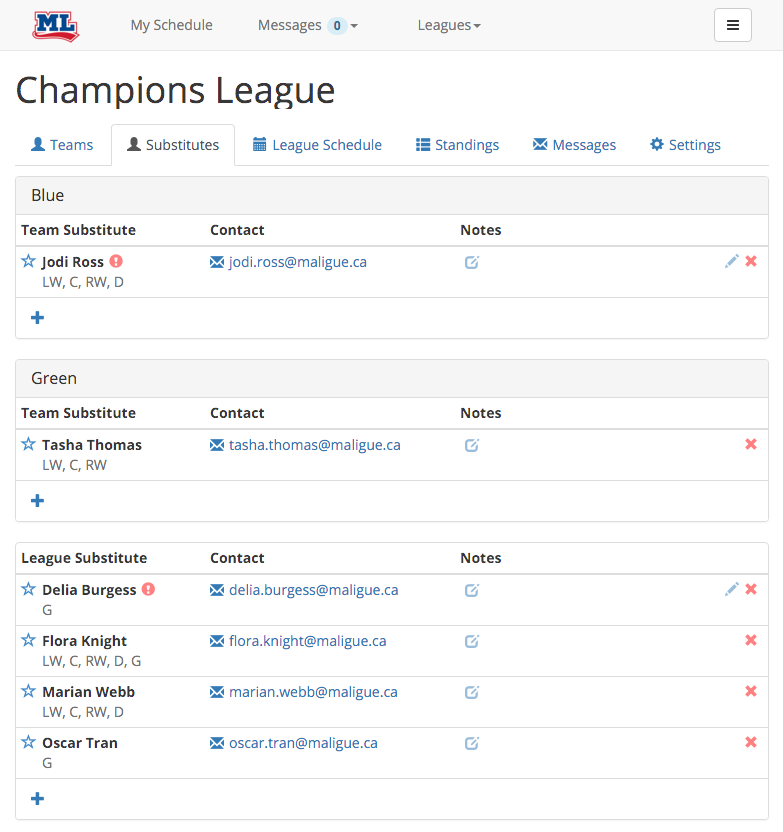 ML My Schedule Messages 0 Leagues
Champions League
Teams Substitutes League Schedule Standings Messages Settings
Blue
Team Substitute Contact Notes
Jodi Ross jodi.ross@maligue.ca
LW, C, RW, D
Green
Team Substitute Contact Notes
Tasha Thomas tasha.thomas@maligue.ca
LW, C, RW
League Substitute Contact Notes
Delia Burgess delia.burgess@maligue.ca
G
Flora Knight flora.knight@maligue.ca
LW, C, RW, D, G
Marian Webb marian.webb@maligue.ca
LW, C, RW, D
Oscar Tran oscar.tran@maligue.ca
G